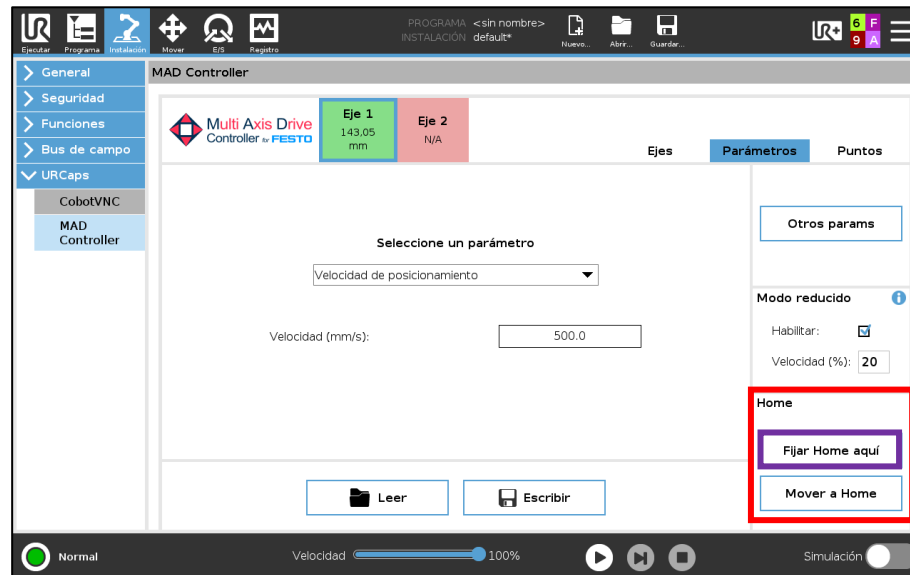 PROGRAMA <sin nombre>
INSTALACIÓN default*
Ejecutar Programa Instalación Mover E/S Registro Nuevo... Abrir... Guardar...
UR+
6 F
9 A
General
Seguridad
Funciones
Bus de campo
URCaps
CobotVNC
MAD
Controller
MAD Controller
Multi Axis Drive
Controller for FESTO
Eje 1
143,05
mm
Eje 2
N/A
Ejes Parámetros Puntos
Seleccione un parámetro
Velocidad de posicionamiento
Velocidad (mm/s): 500.0
Leer Escribir
Otros params
Modo reducido
Habilitar:
Velocidad (%): 20
Home
Fijar Home aquí
Mover a Home
Normal Velocidad 100% Simulación